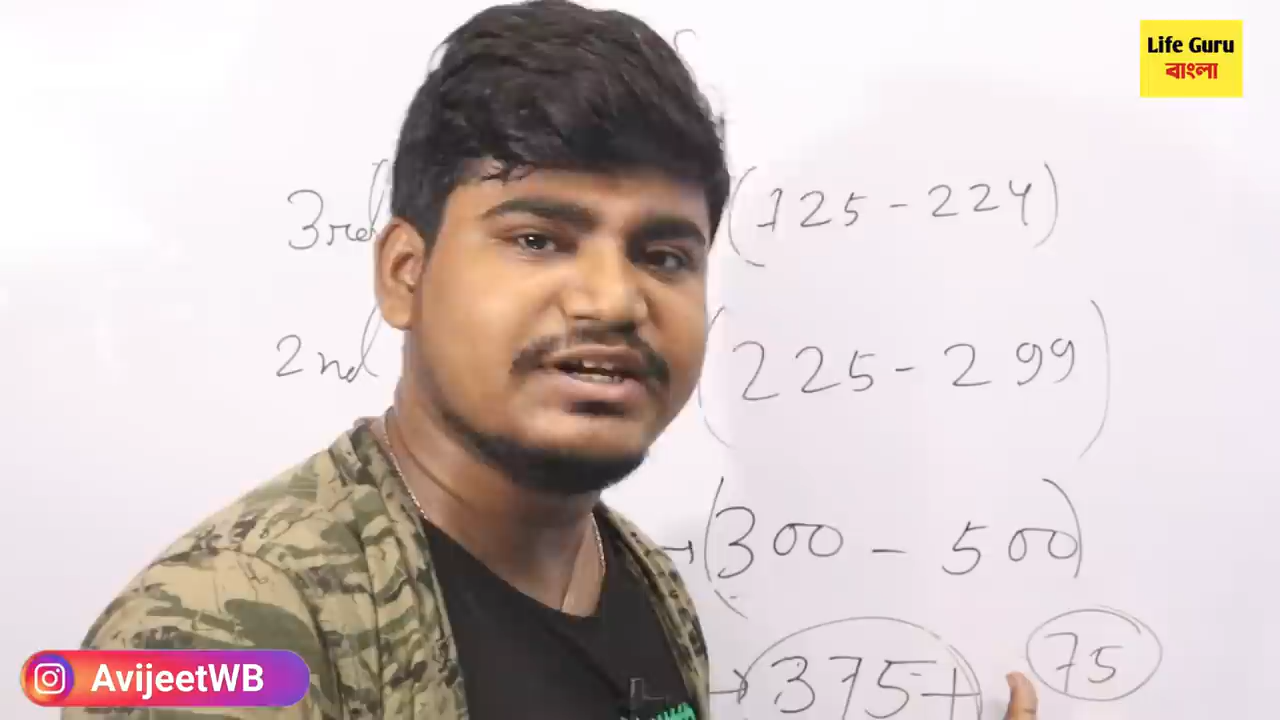 Life Guru
বাংলা
3rd (125-224)
2nd (225-299)
→ (300-500)
→ 375+ 75
AvijeetWB